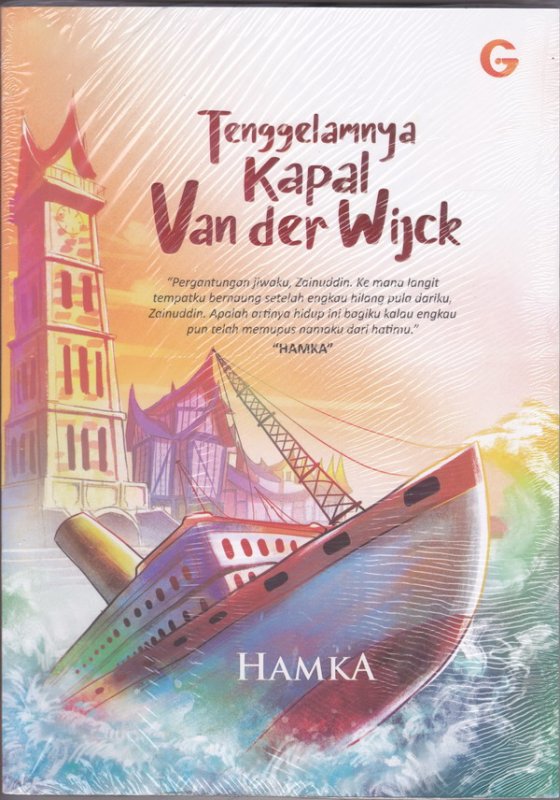 G
Tenggelamnya
Kapal
Van der Wijck
"Pergantungan jiwaku, Zainuddin. Ke mana langit
tempatku bernaung setelah engkau hilang pula dariku,
Zainuddin. Apalah artinya hidup ini bagiku kalau engkau
pun telah memupus namaku dari hatimu."
"HAMKA"
HAMKA